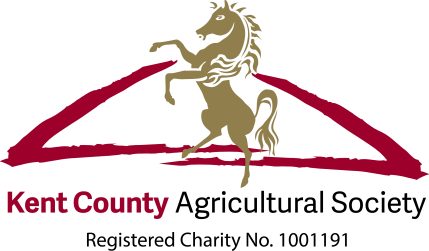 Kent County Agricultural Society
Registered Charity No. 1001191